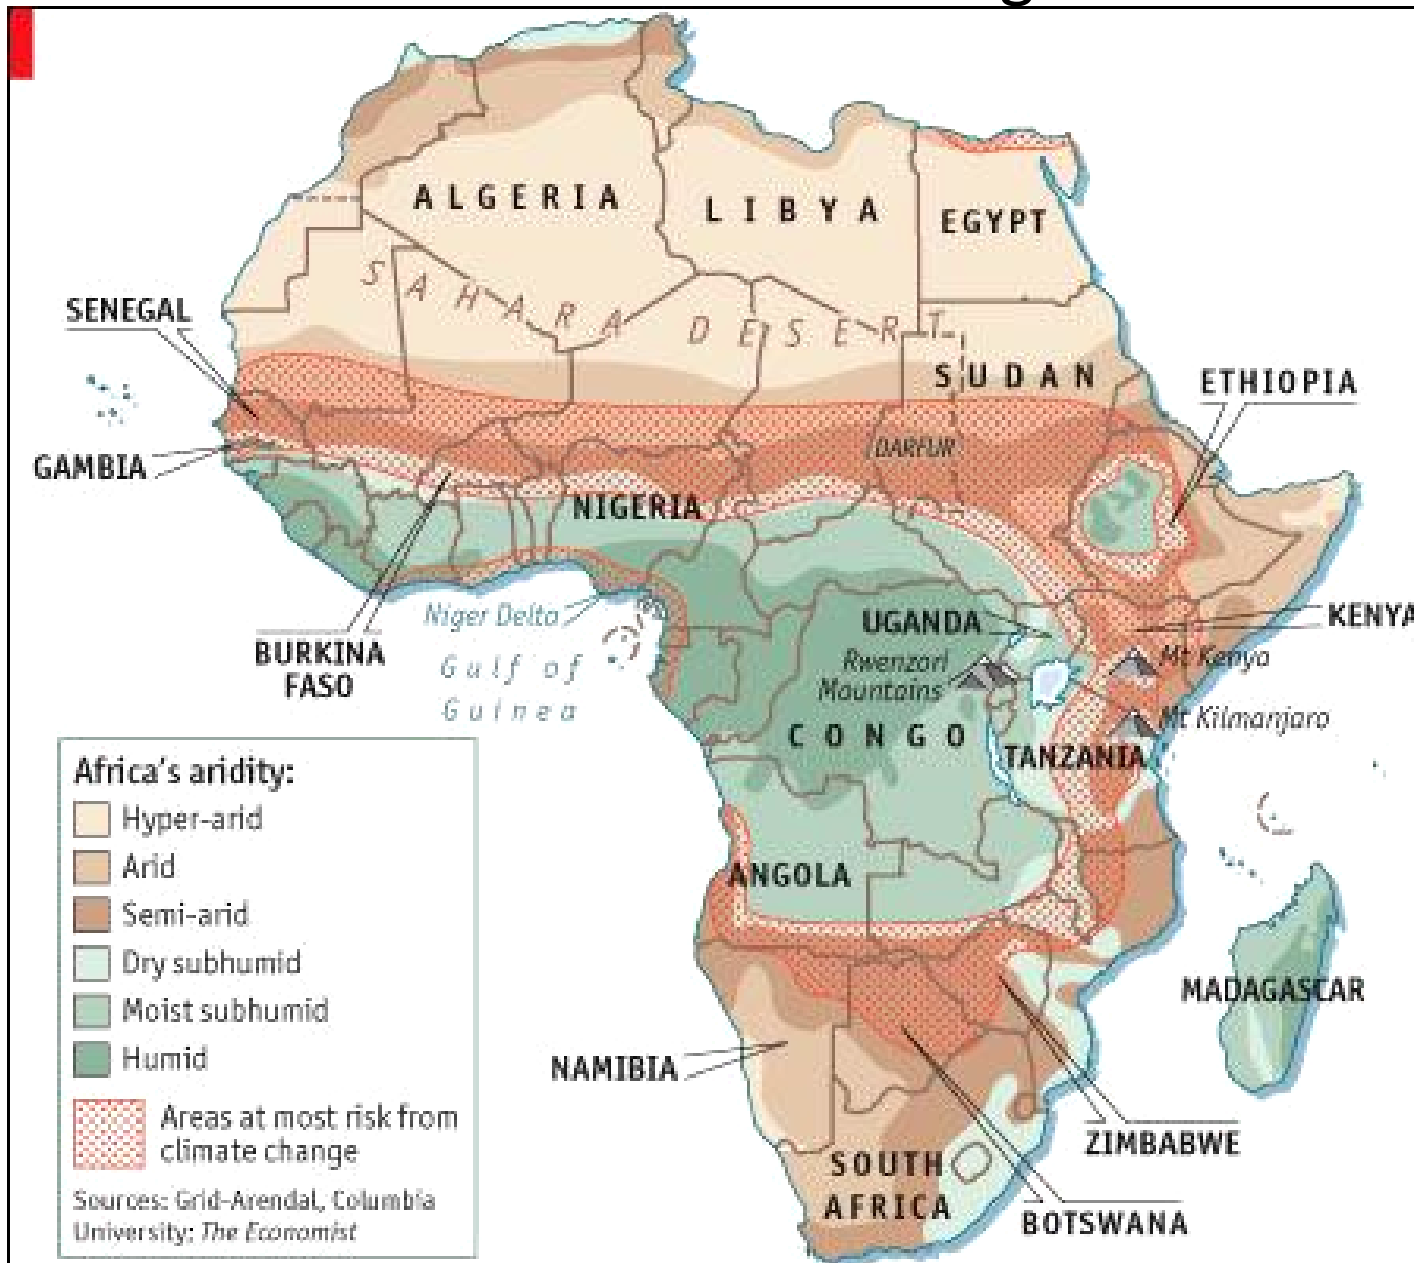 ALGERIA
LIBYA
EGYPT
SAHARA DESERT
SENEGAL
SUDAN
ETHIOPIA
GAMBIA
DARFUR
NIGERIA
Niger Delta
UGANDA
KENYA
BURKINA
FASO
Gulf of
Guinea
Rwenzori
Mountains
Mt Kenya
Mt Kilmanjaro
CONGO
TANZANIA
Africa's aridity:
Hyper-arid
Arid
Semi-arid
Dry subhumid
Moist subhumid
Humid
Areas at most risk from
climate change
Sources: Grid-Arendal, Columbia
University; The Economist
ANGOLA
MADAGASCAR
NAMIBIA
ZIMBABWE
SOUTH
AFRICA
BOTSWANA